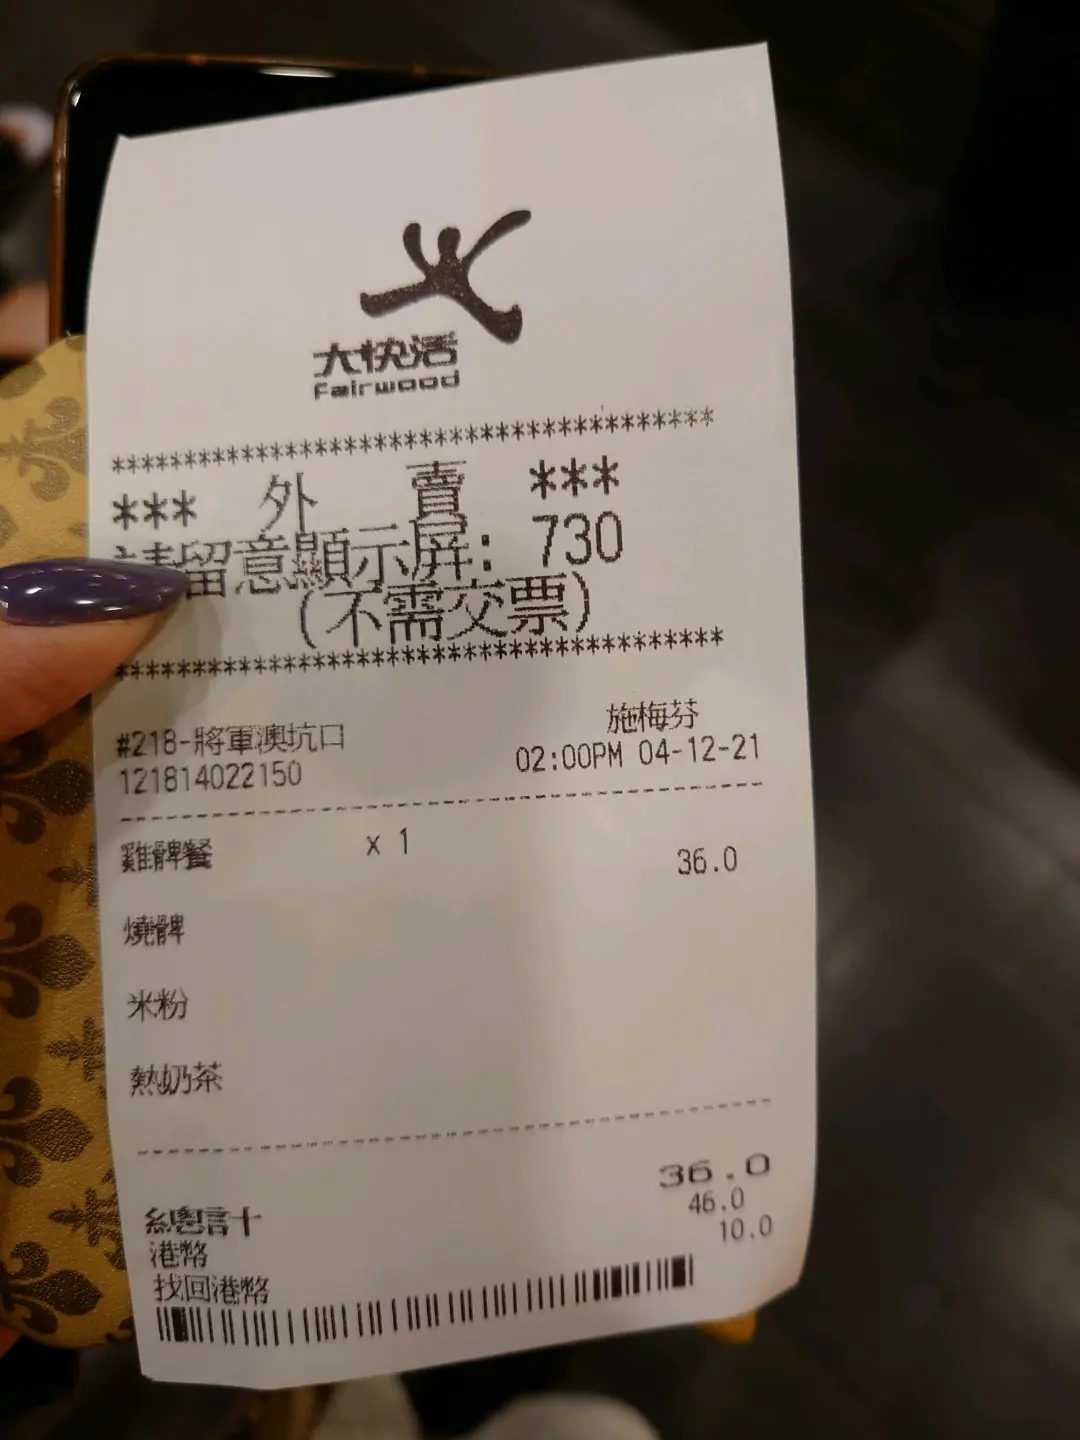 大快活
Fairwood
*****************************************
*** 外 賣 ***
請留意顯示屏: 730
(不需交票)
*****************************************
#218-將軍澳坑口 施梅芬
121814022150 02:00PM 04-12-21
雞髀餐 x 1 36.0
燒髀
米粉
熱奶茶
總計 36.0
港幣 46.0
找回港幣 10.0